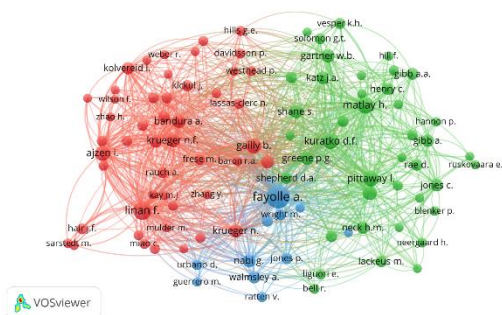 vesper k.h.
hills g.e.
solomon g.t.
weber r.
davidsson p.
gartner w.b.
hill f.
kolvereid l.
westhead p.
katz j.a.
gibb a.a.
kickul j.
henry c.
wilson f.
lassas-clerc n.
matlay h.
zhao h.
shane s.
hannon p.
bandura a.
krueger n.f.
gailly b.
kuratko d.f.
gibb a.
ajzen i.
frese m.
baron r.a.
greene p.g.
rae d.
ruskovaara e.
rauch a.
shepherd d.a.
pittaway l.
jones c.
kay m.j.
zhang y.
fayolle a.
linan f.
wright m.
blenker p.
hair j.f.
mulder m.
krueger n.
neck h.m.
neergaard h.
sarstedt m.
miao c.
urbano d.
nabi g.
jones p.
lackeus m.
guerrero m.
walmsley a.
liguori e.
ratten v.
bell r.
VOSviewer